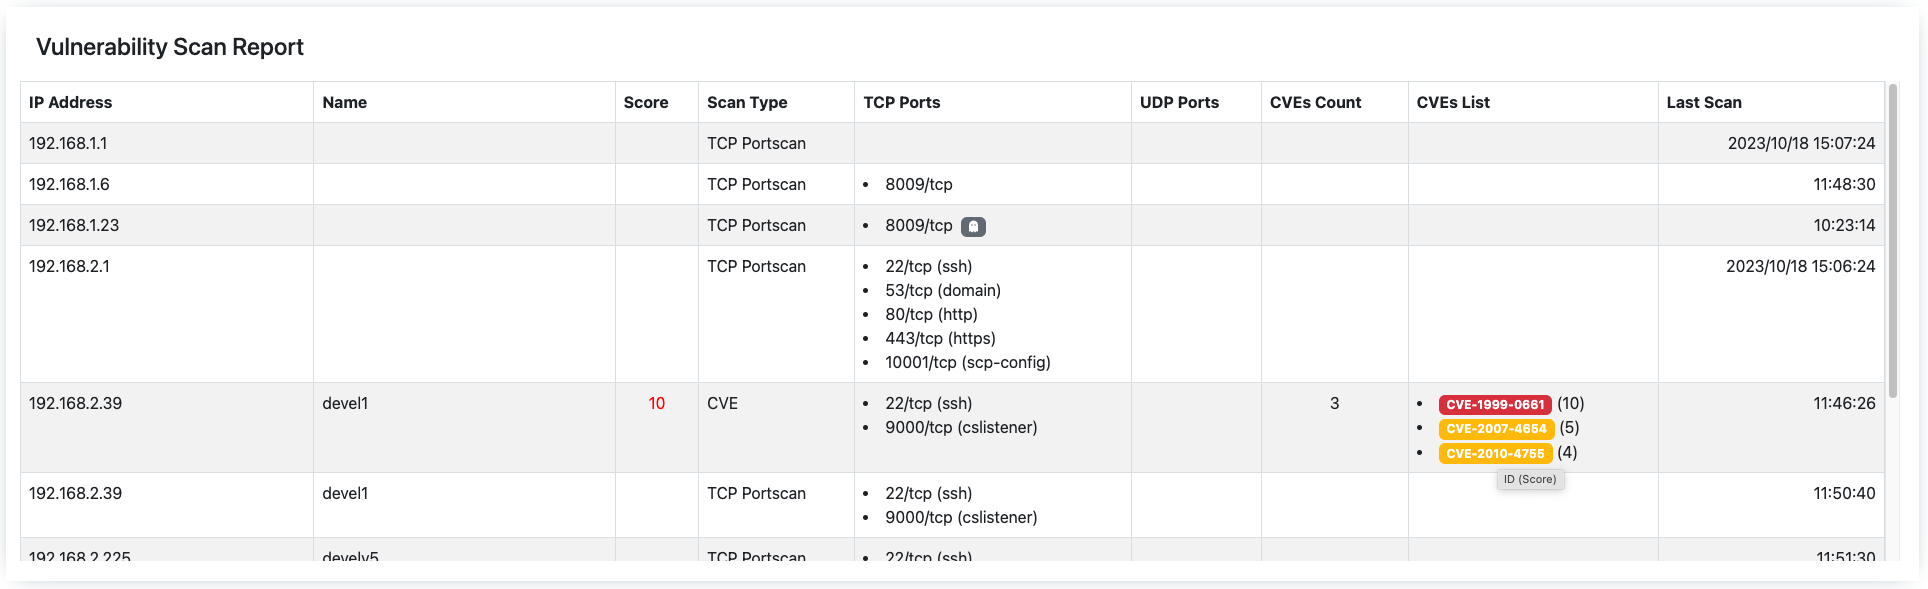 Vulnerability Scan Report
IP Address Name Score Scan Type TCP Ports UDP Ports CVEs Count CVEs List Last Scan
192.168.1.1 TCP Portscan 2023/10/18 15:07:24
192.168.1.6 TCP Portscan • 8009/tcp 11:48:30
192.168.1.23 TCP Portscan • 8009/tcp 10:23:14
192.168.2.1 TCP Portscan • 22/tcp (ssh) 2023/10/18 15:06:24
• 53/tcp (domain)
• 80/tcp (http)
• 443/tcp (https)
• 10001/tcp (scp-config)
192.168.2.39 devel1 10 CVE • 22/tcp (ssh) 3 • CVE-1999-0661 (10) 11:46:26
• 9000/tcp (cslistener) • CVE-2007-4654 (5)
• CVE-2010-4755 (4)
ID (Score)
192.168.2.39 devel1 TCP Portscan • 22/tcp (ssh) 11:50:40
• 9000/tcp (cslistener)
192.168.2.225 develv5 TCP Portscan • 22/tcp (ssh) 11:51:30